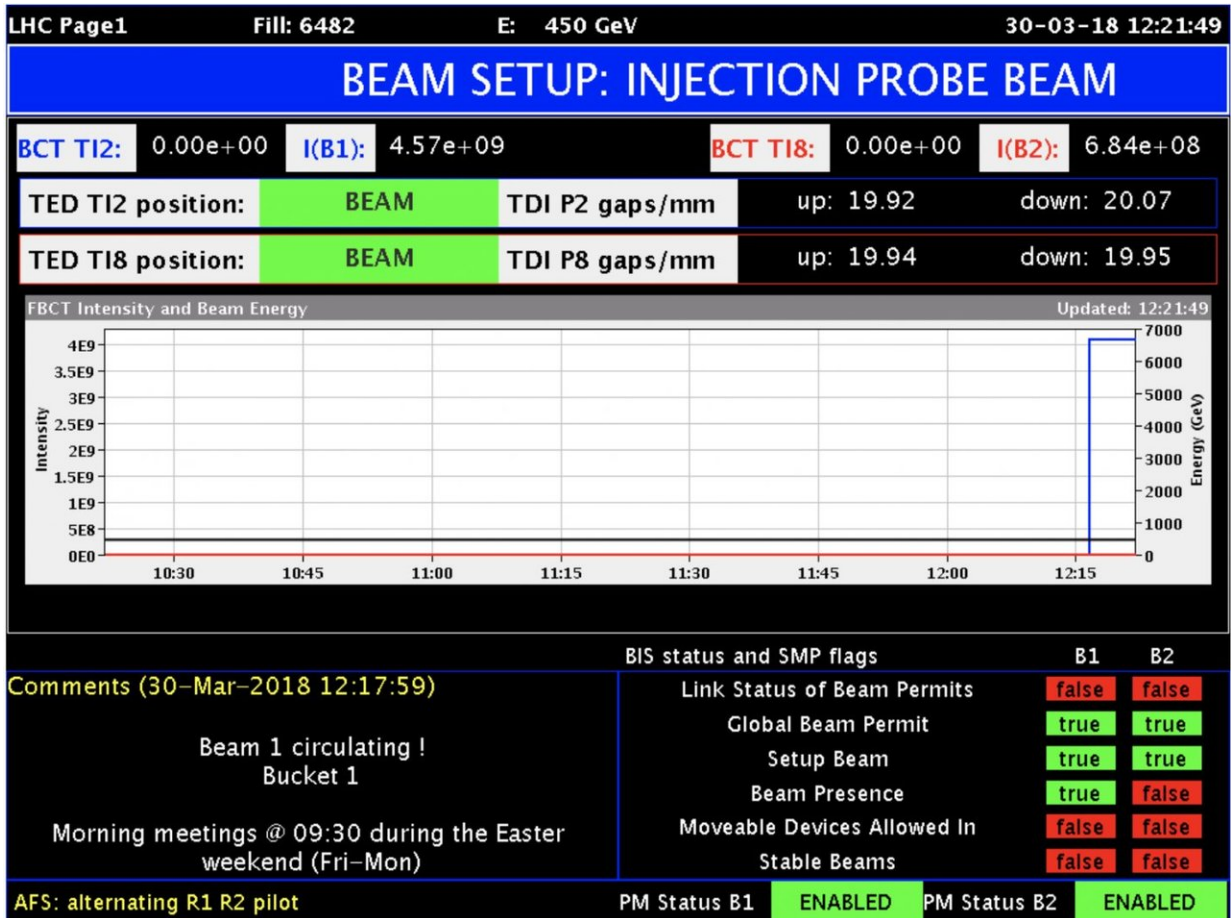 LHC Page1 Fill: 6482 E: 450 GeV 30-03-18 12:21:49
BEAM SETUP: INJECTION PROBE BEAM
BCT TI2: 0.00e+00 I(B1): 4.57e+09 BCT TI8: 0.00e+00 I(B2): 6.84e+08
TED TI2 position: BEAM TDI P2 gaps/mm up: 19.92 down: 20.07
TED TI8 position: BEAM TDI P8 gaps/mm up: 19.94 down: 19.95
FBCT Intensity and Beam Energy Updated: 12:21:49
Intensity
4E9
3.5E9
3E9
2.5E9
2E9
1.5E9
1E9
5E8
0E0
7000
6000
5000
4000
3000
2000
1000
0
Energy (GeV)
10:30 10:45 11:00 11:15 11:30 11:45 12:00 12:15
Comments (30-Mar-2018 12:17:59)
Beam 1 circulating !
Bucket 1
Morning meetings @ 09:30 during the Easter
weekend (Fri-Mon)
BIS status and SMP flags B1 B2
Link Status of Beam Permits false false
Global Beam Permit true true
Setup Beam true true
Beam Presence true false
Moveable Devices Allowed In false false
Stable Beams false false
AFS: alternating R1 R2 pilot PM Status B1 ENABLED PM Status B2 ENABLED